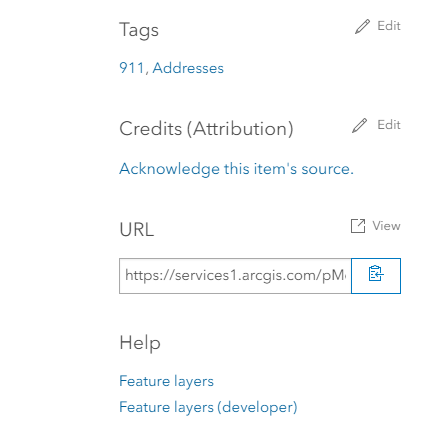 Tags
Edit
911, Addresses
Credits (Attribution)
Edit
Acknowledge this item's source.
URL
View
https://services1.arcgis.com/pM
Help
Feature layers
Feature layers (developer)